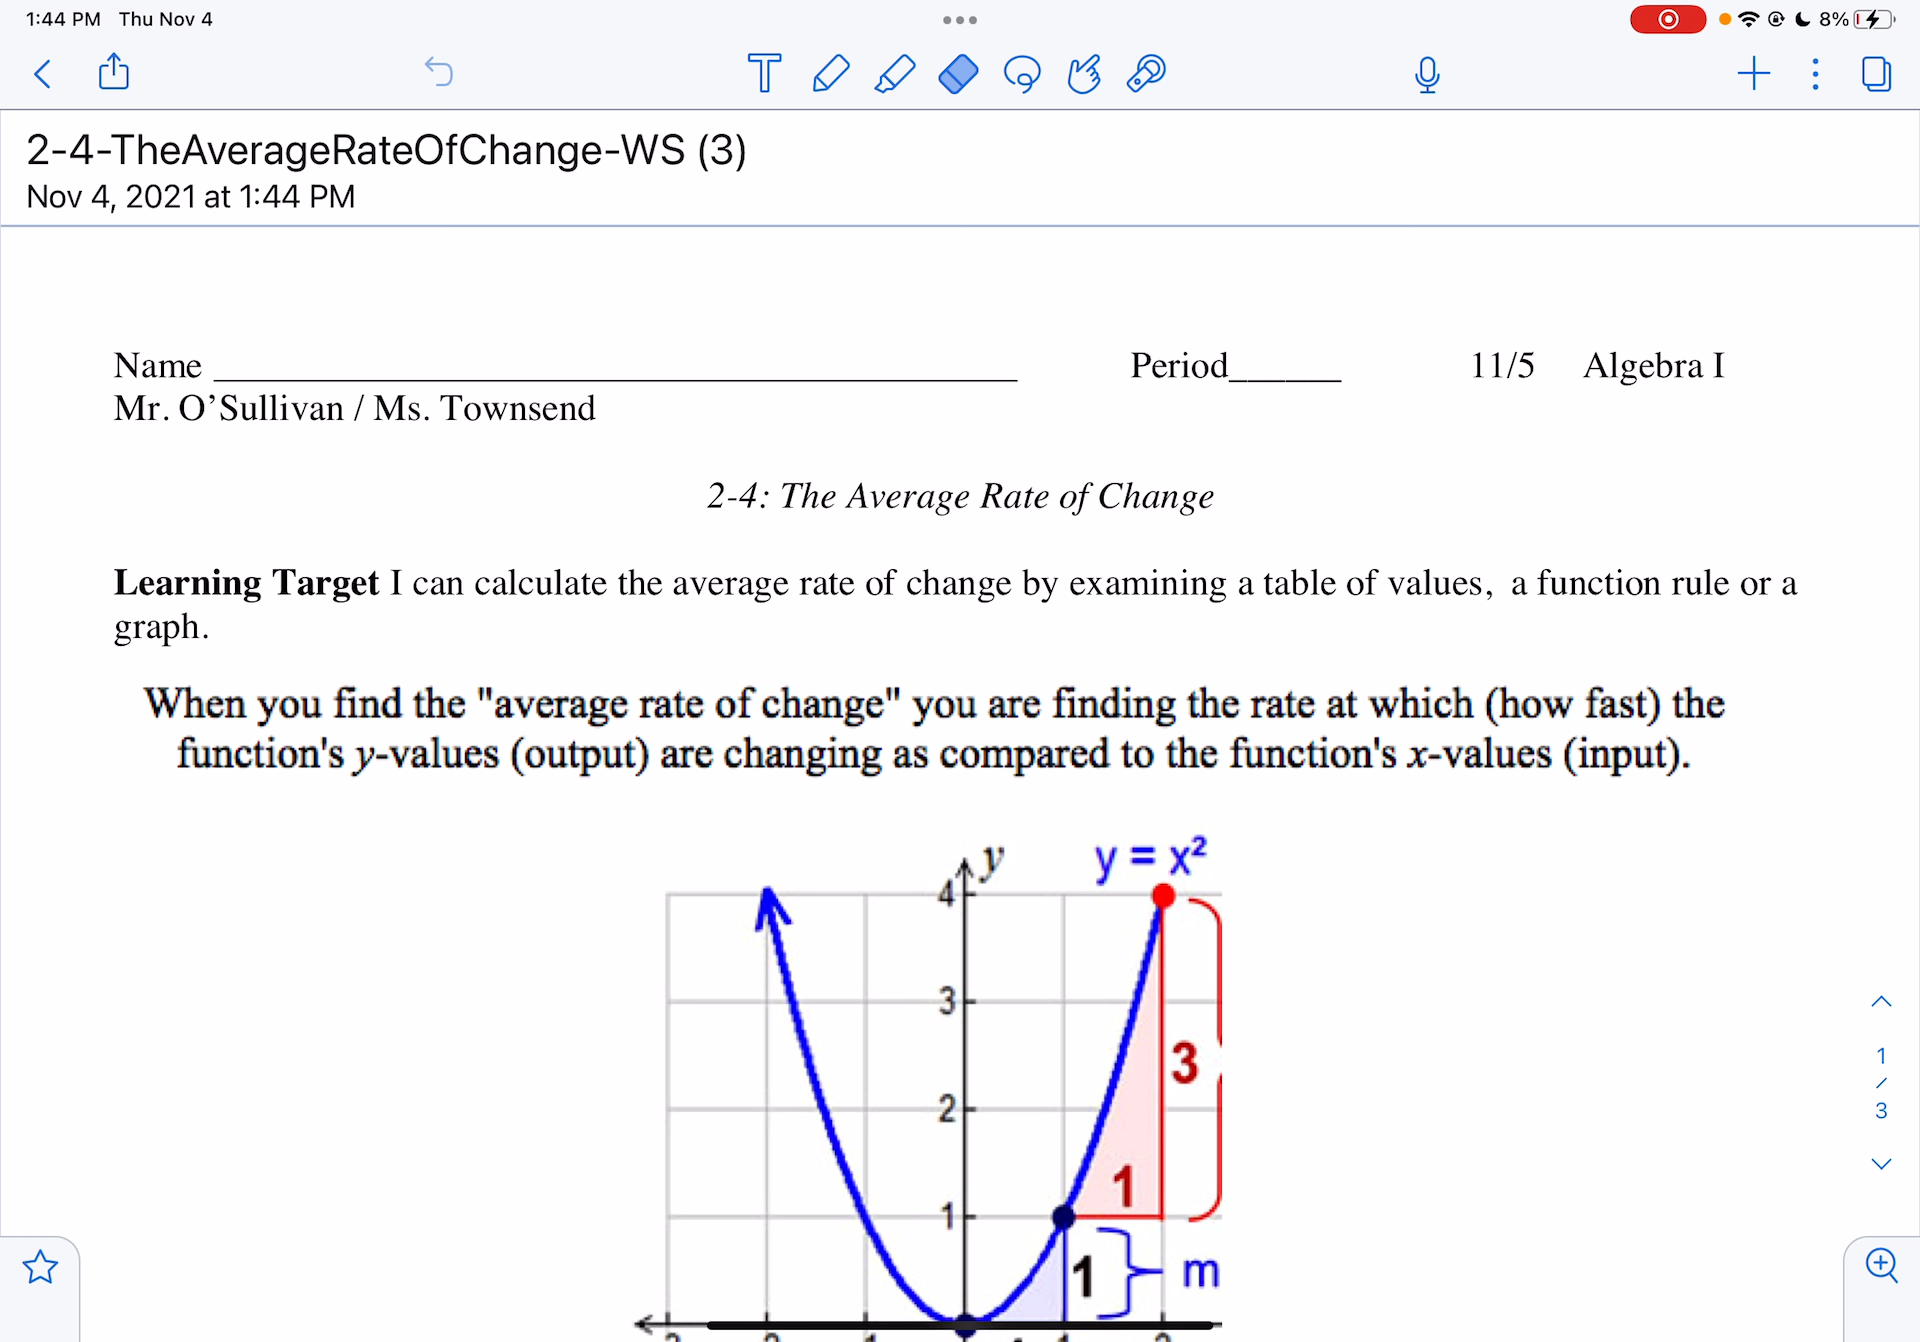 1:44 PM Thu Nov 4
8%
2-4-TheAverageRateOfChange-WS (3)
Nov 4, 2021 at 1:44 PM
Name ____ Period____ 11/5 Algebra I
Mr. O’Sullivan / Ms. Townsend
2-4: The Average Rate of Change
Learning Target I can calculate the average rate of change by examining a table of values, a function rule or a
graph.
When you find the "average rate of change" you are finding the rate at which (how fast) the
function's y-values (output) are changing as compared to the function's x-values (input).
y
y = x²
4
3
3
2
1
1
1
m
1
/
3